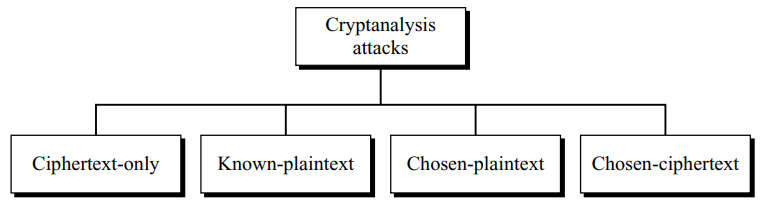 Cryptanalysis
attacks
Ciphertext-only
Known-plaintext
Chosen-plaintext
Chosen-ciphertext